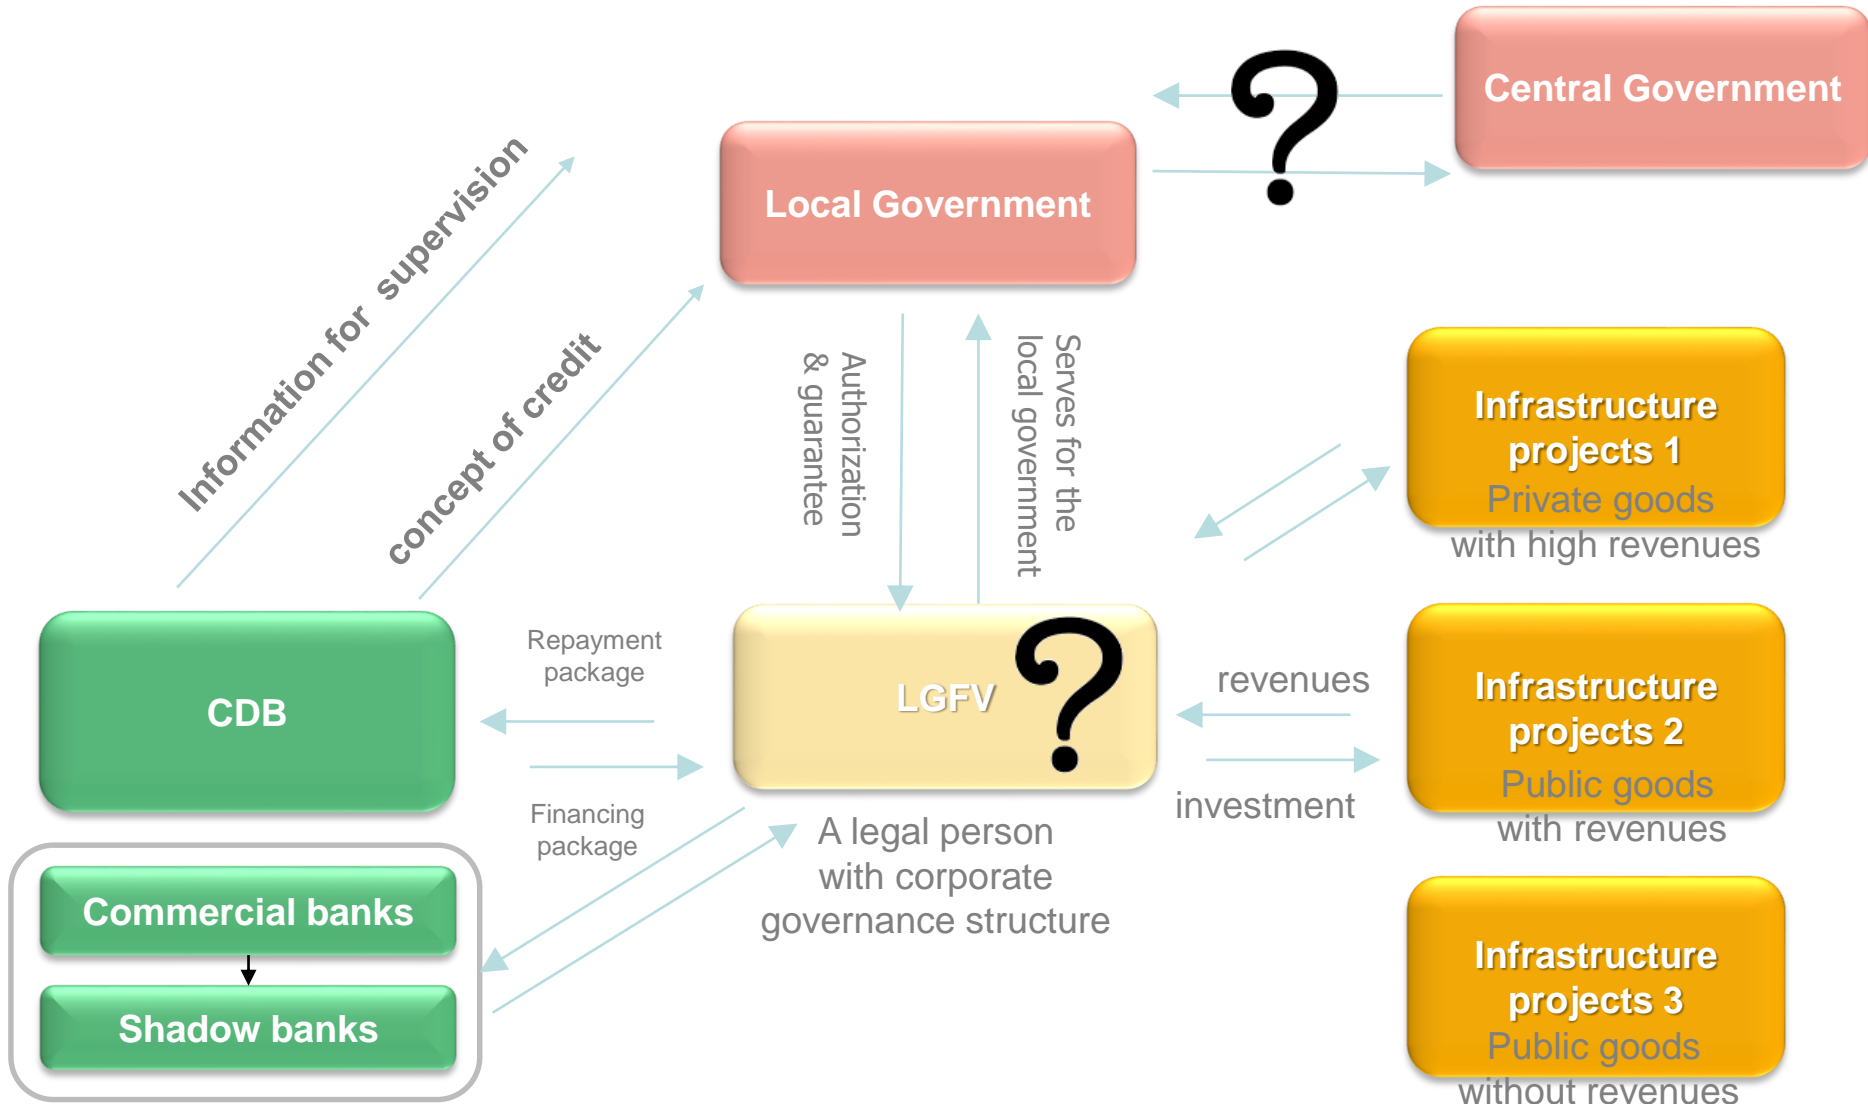 Central Government
?
Local Government
Information for  supervision
concept of credit
Authorization
& guarantee
Serves for the
local government
Infrastructure
projects 1
Private goods
with high revenues
CDB
Repayment
package
Financing
package
LGFV
?
A legal person
with corporate
governance structure
revenues
investment
Infrastructure
projects 2
Public goods
with revenues
Commercial banks
Shadow banks
Infrastructure
projects 3
Public goods
without revenues